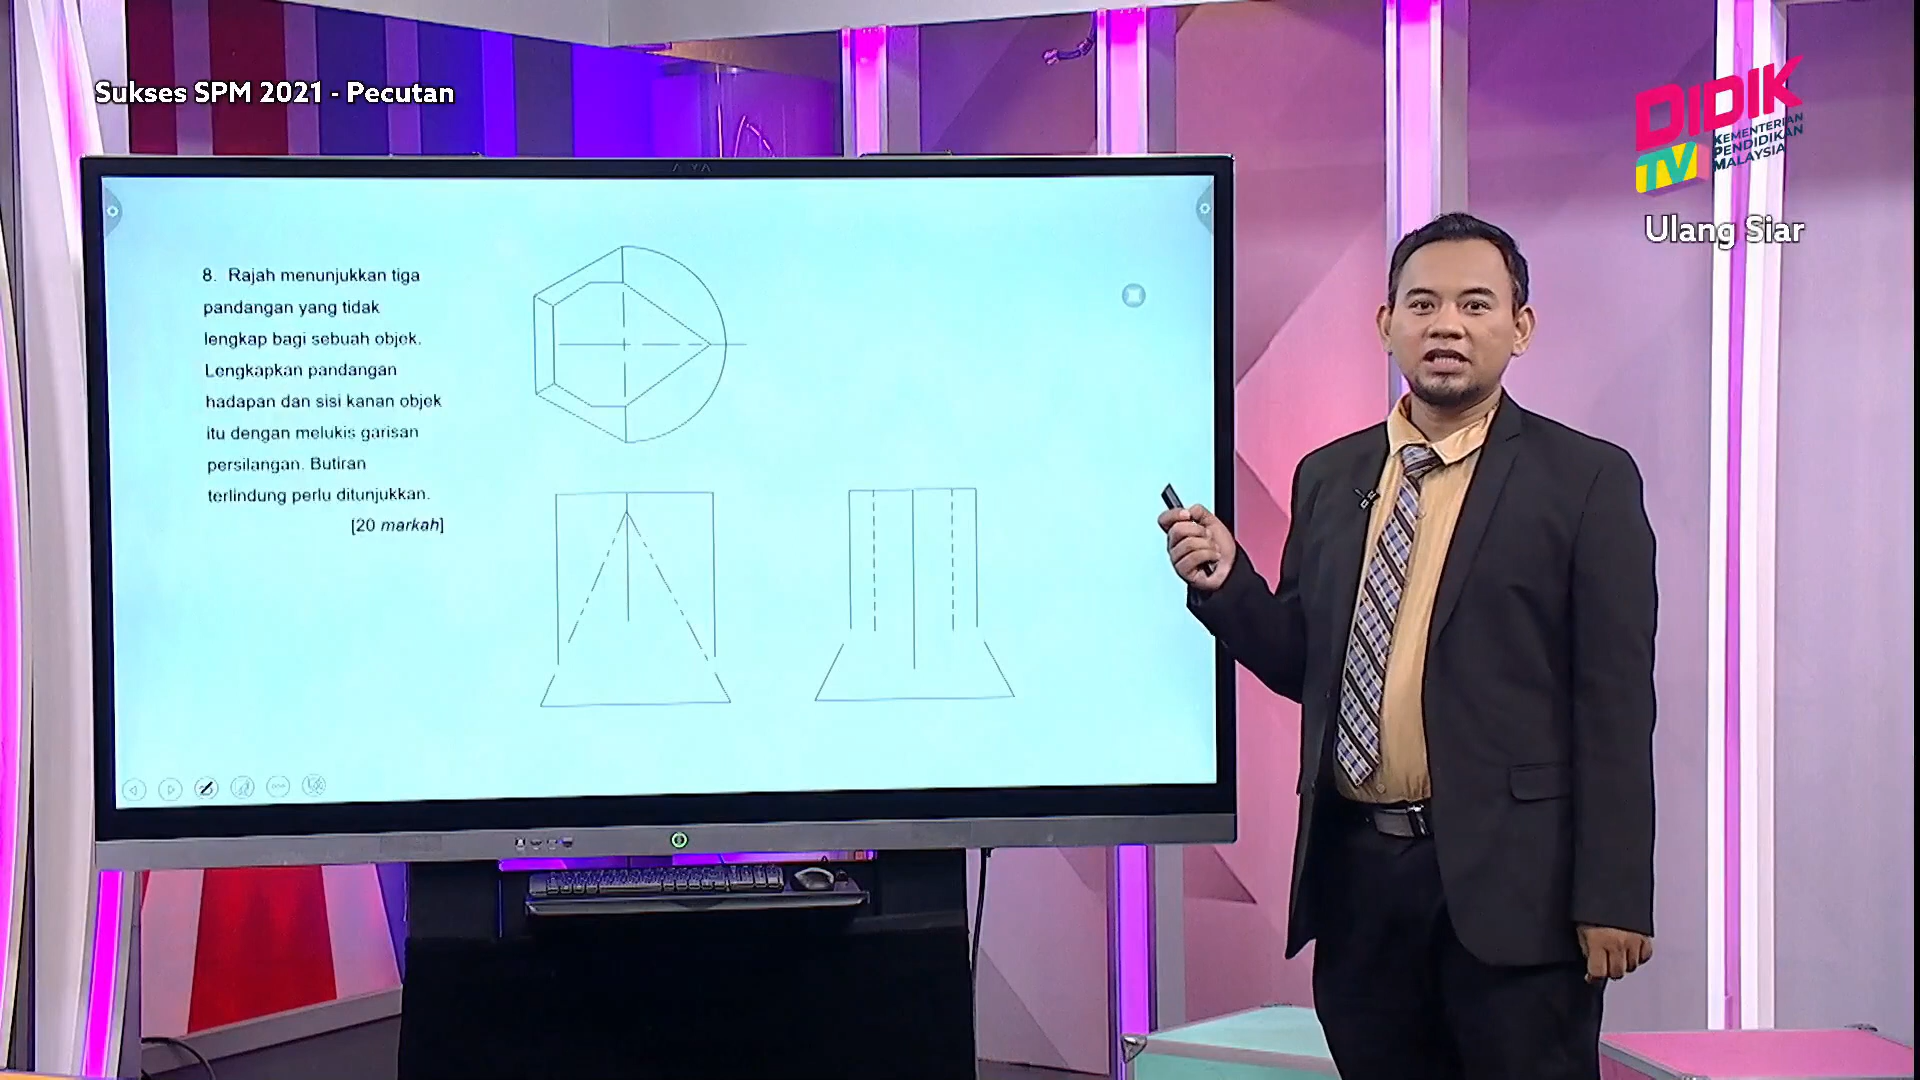 Sukses SPM 2021 - Pecutan
DIDIK
TV
KEMENTERIAN
PENDIDIKAN
MALAYSIA
Ulang Siar
8. Rajah menunjukkan tiga
pandangan yang tidak
lengkap bagi sebuah objek.
Lengkapkan pandangan
hadapan dan sisi kanan objek
itu dengan melukis garisan
persilangan. Butiran
terlindung perlu ditunjukkan.
[20 markah]